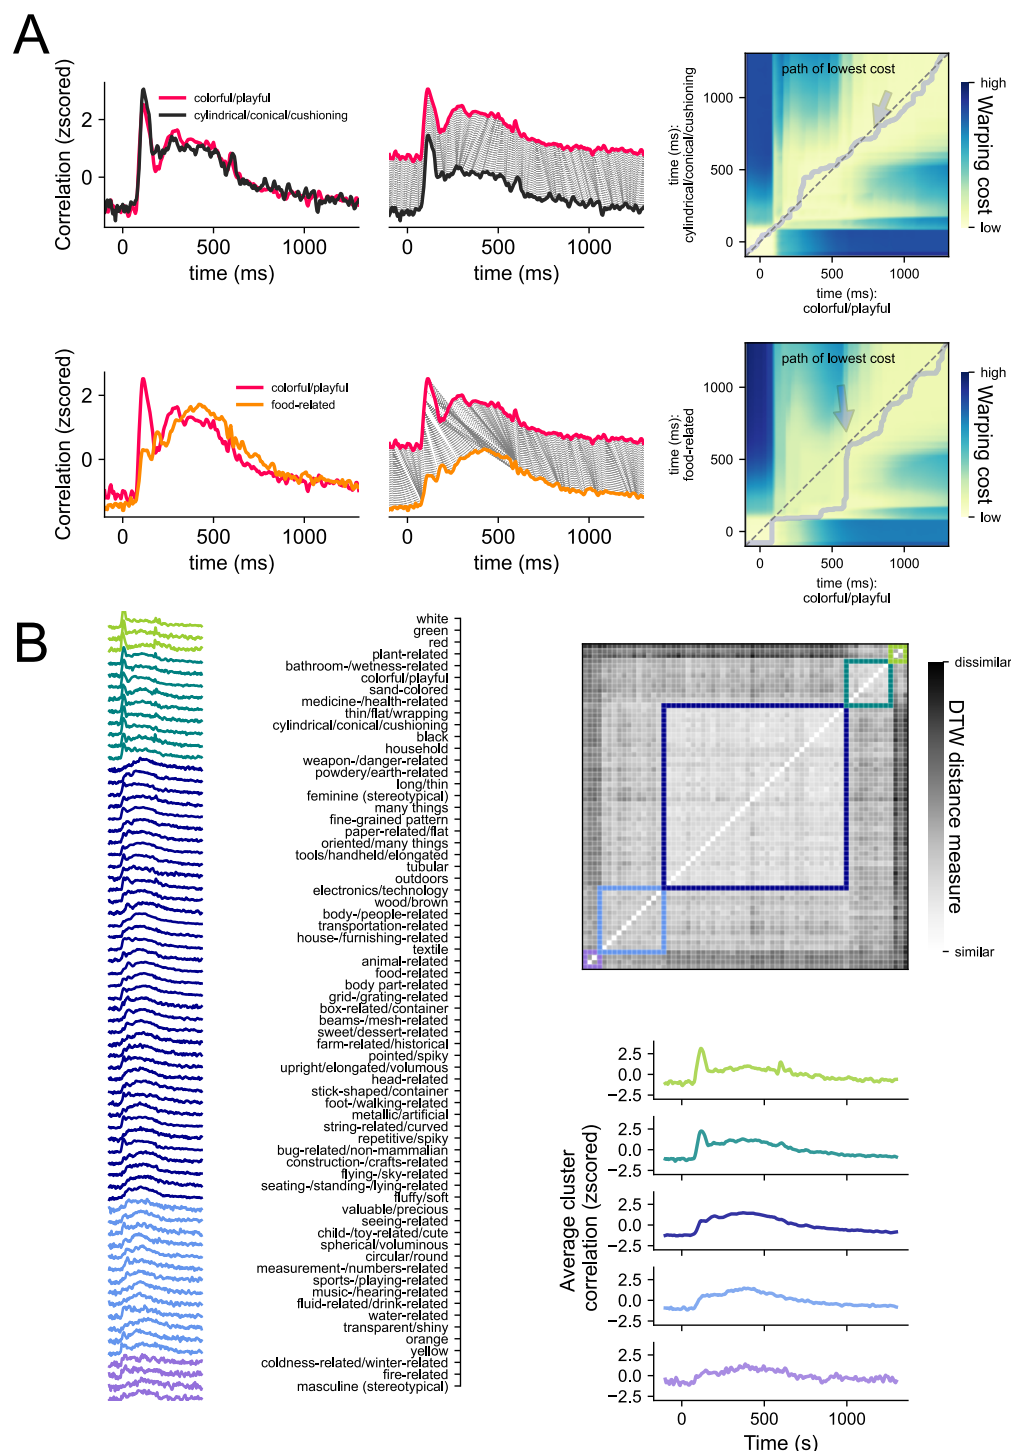 A
Correlation (zscored)
2
0
colorful/playful
cylindrical/conical/cushioning
0
500
1000
time (ms)
0
500
1000
time (ms)
time (ms):
cylindrical/conical/cushioning
1000
500
0
path of lowest cost
0
500
1000
time (ms):
colorful/playful
high
low
Warping cost
Correlation (zscored)
2
0
colorful/playful
food-related
0
500
1000
time (ms)
0
500
1000
time (ms)
time (ms):
food-related
1000
500
0
path of lowest cost
0
500
1000
time (ms):
colorful/playful
high
low
Warping cost
B
white
green
red
plant-related
bathroom-/wetness-related
colorful/playful
sand-colored
medicine-/health-related
thin/flat/wrapping
cylindrical/conical/cushioning
black
household
weapon-/danger-related
powdery/earth-related
long/thin
feminine (stereotypical)
many things
fine-grained pattern
paper-related/flat
oriented/many things
tools/handheld/elongated
tubular
outdoors
electronics/technology
wood/brown
body-/people-related
transportation-related
house-/furnishing-related
textile
animal-related
food-related
body part-related
grid-/grating-related
box-related/container
beams-/mesh-related
sweet/dessert-related
farm-related/historical
pointed/spiky
upright/elongated/volumous
head-related
stick-shaped/container
foot-/walking-related
metallic/artificial
string-related/curved
repetitive/spiky
bug-related/non-mammalian
construction-/crafts-related
flying-/sky-related
seating-/standing-/lying-related
fluffy/soft
valuable/precious
seeing-related
child-/toy-related/cute
spherical/voluminous
circular/round
measurement-/numbers-related
sports-/playing-related
music-/hearing-related
fluid-related/drink-related
water-related
transparent/shiny
orange
yellow
coldness-related/winter-related
fire-related
masculine (stereotypical)
dissimilar
similar
DTW distance measure
Average cluster
correlation (zscored)
2.5
0.0
−2.5
2.5
0.0
−2.5
2.5
0.0
−2.5
2.5
0.0
−2.5
2.5
0.0
−2.5
0
500
1000
Time (s)